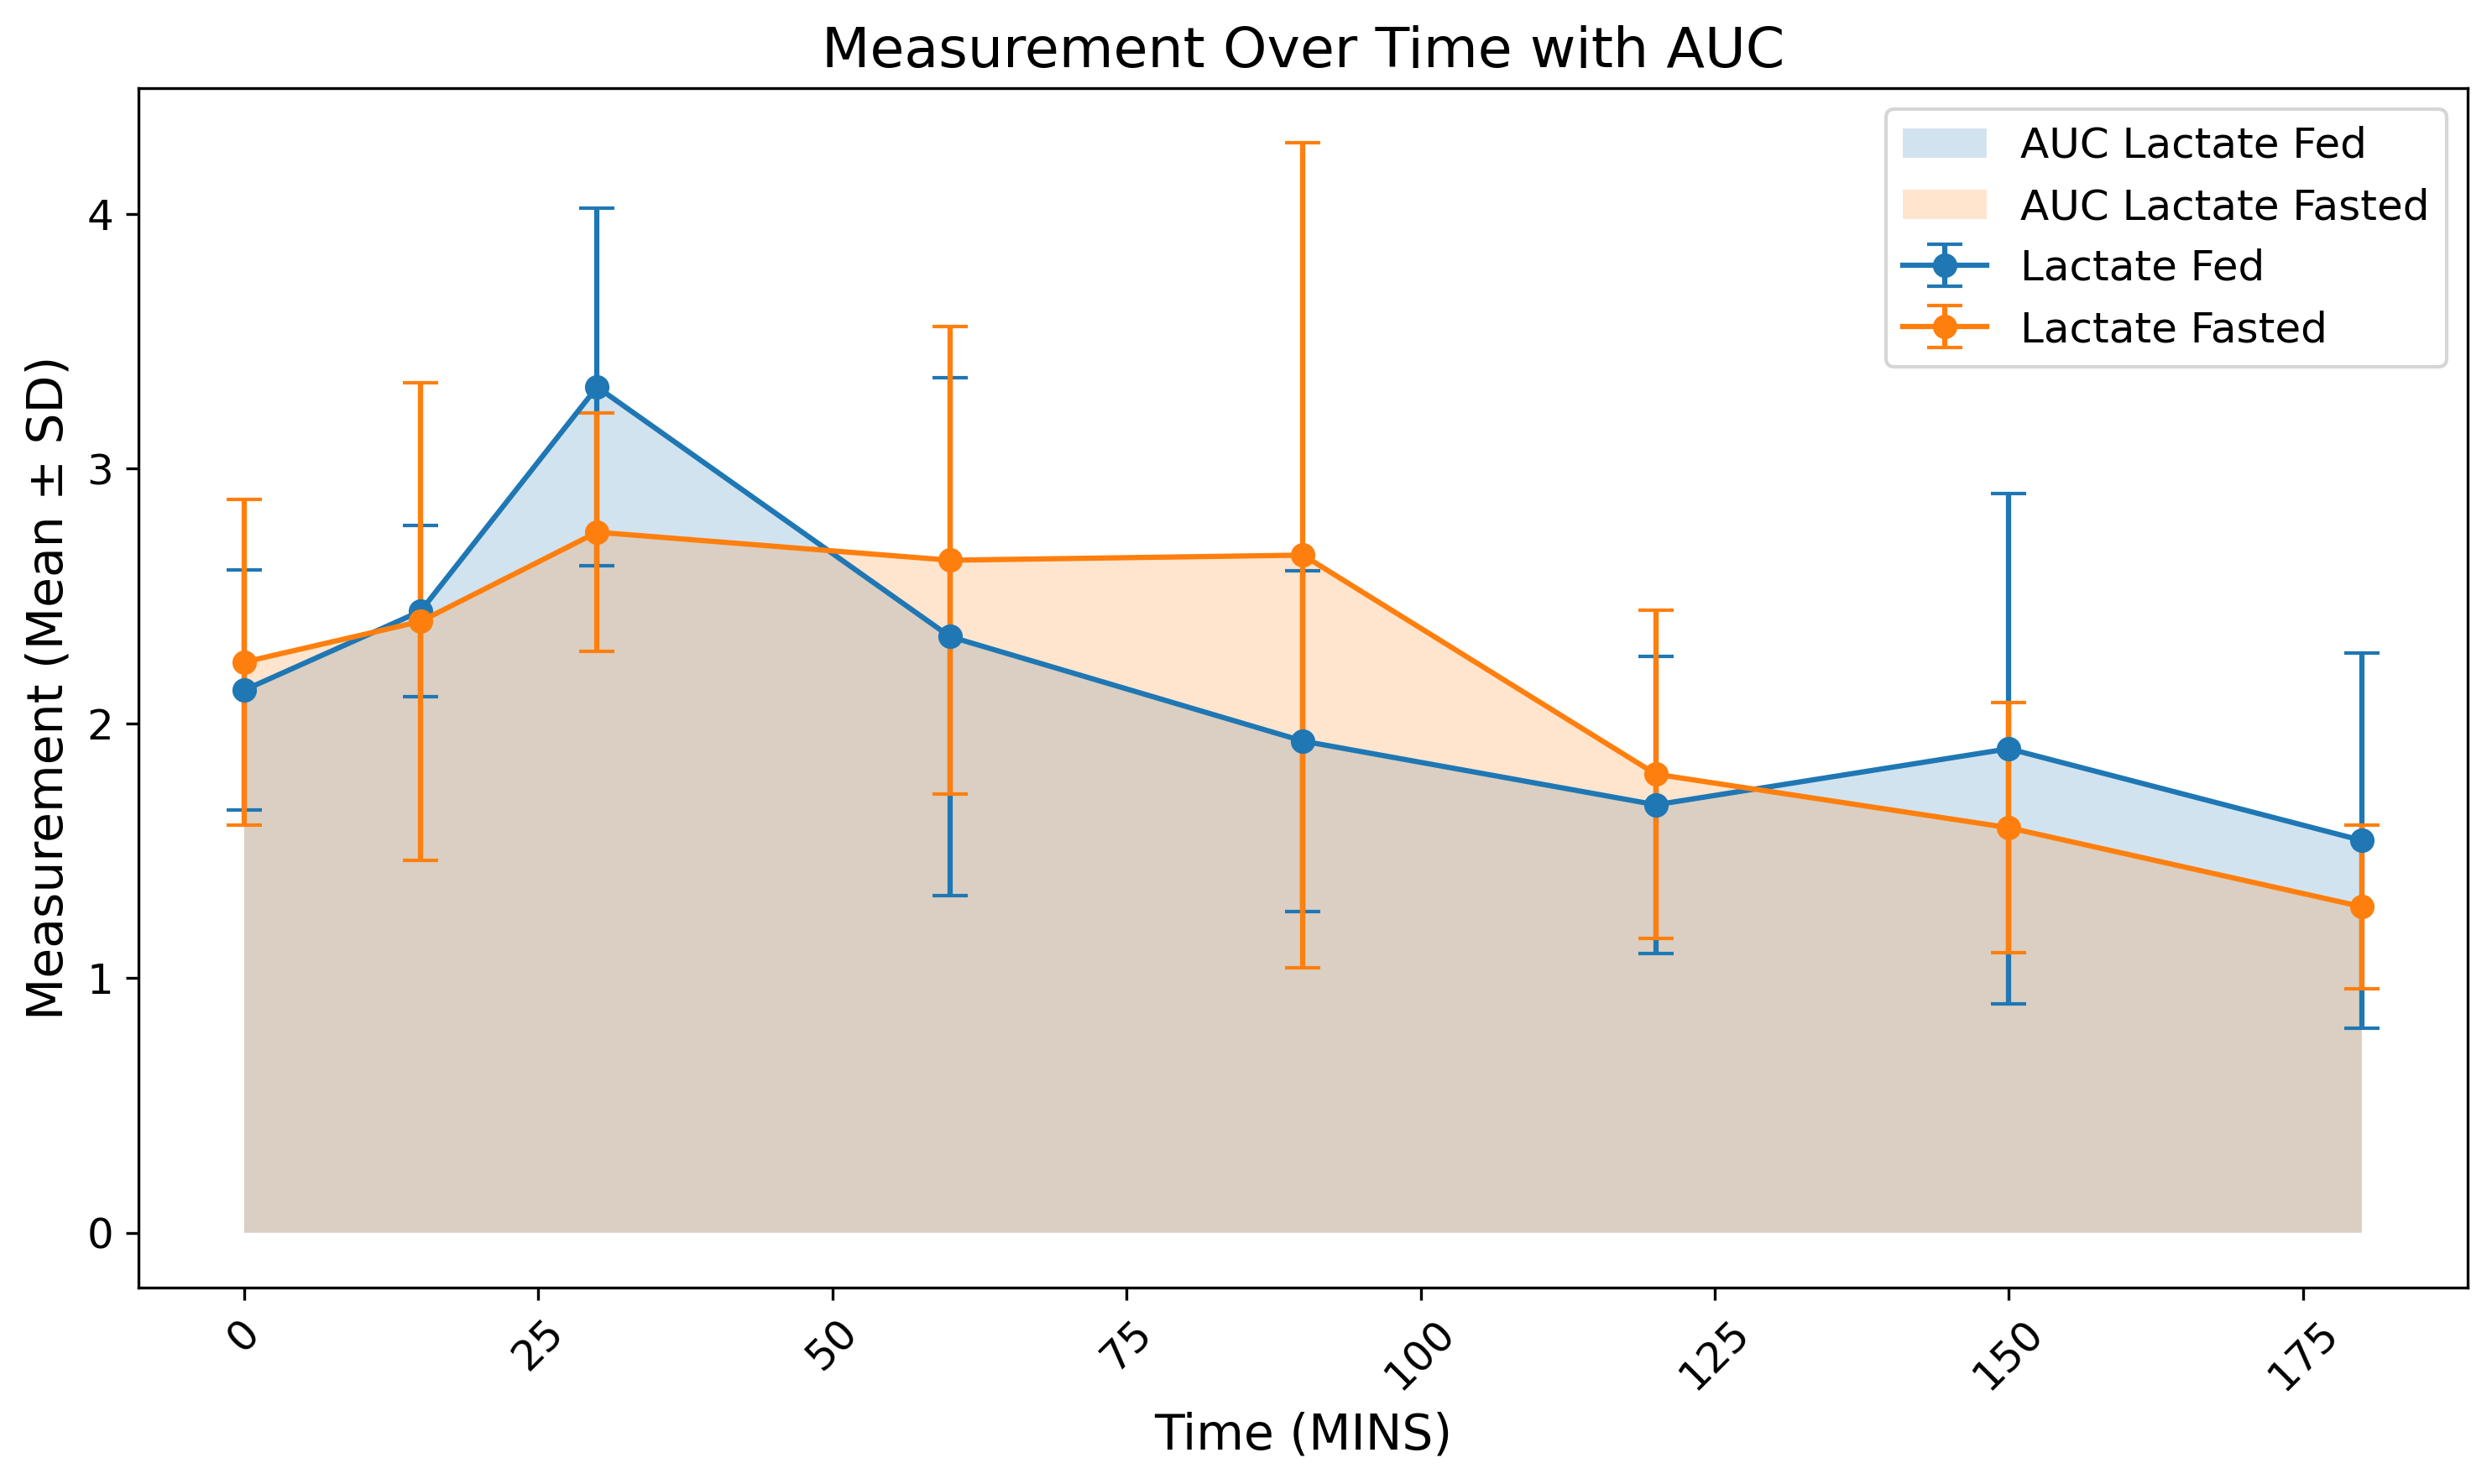 Measurement Over Time with AUC
AUC Lactate Fed
AUC Lactate Fasted
Lactate Fed
Lactate Fasted
Measurement (Mean ± SD)
4
3
2
1
0
0
25
50
75
100
125
150
175
Time (MINS)